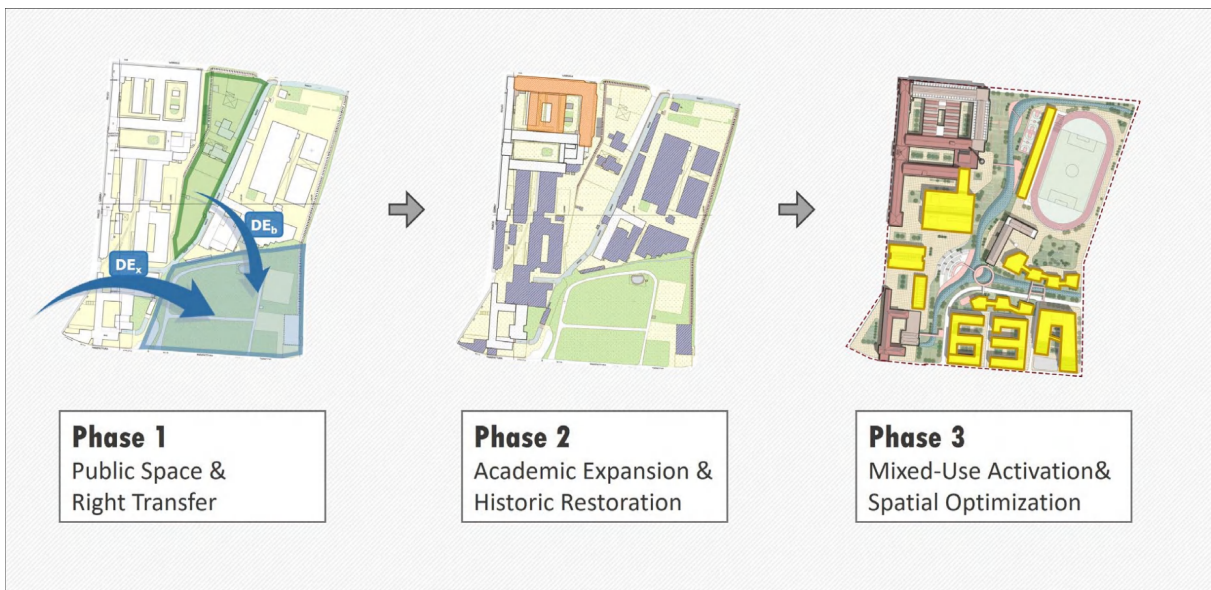 DEb
DEx
Phase 1
Public Space &
Right Transfer
Phase 2
Academic Expansion &
Historic Restoration
Phase 3
Mixed-Use Activation&
Spatial Optimization